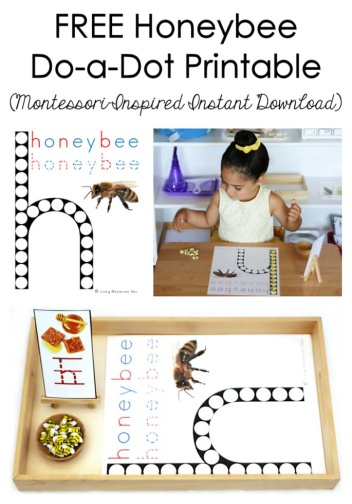 FREE Honeybee
Do-a-Dot Printable
(Montessori-Inspired Instant Download)
honeybee
honeybee
h
honeybee
honeybee
h
H
honeybee
honeybee
h